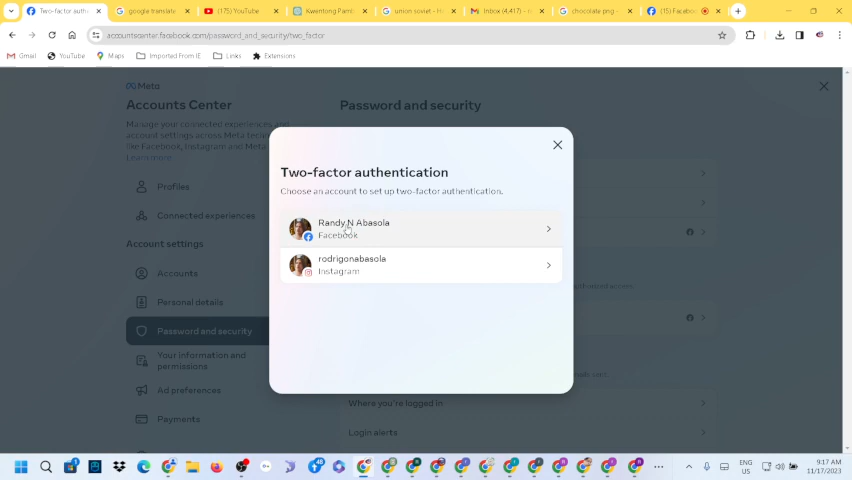 Two-factor auth
google translate
(175) YouTube
Kwentong Pamb
union soviet - H
Inbox (4,417) -
chocolate png -
(15) Facebook
accountscenter.facebook.com/password_and_security/two_factor
Gmail
YouTube
Maps
Imported From IE
Links
Extensions
Meta
Accounts Center
Manage your connected experiences and
account settings across Meta technologies
like Facebook, Instagram and Meta
Learn more
Profiles
Connected experiences
Account settings
Accounts
Personal details
Password and security
Your information and
permissions
Ad preferences
Payments
Password and security
Two-factor authentication
Choose an account to set up two-factor authentication.
Randy N Abasola
Facebook
rodrigonabasola
Instagram
Where you're logged in
Login alerts
ENG
US
9:17 AM
11/17/2023